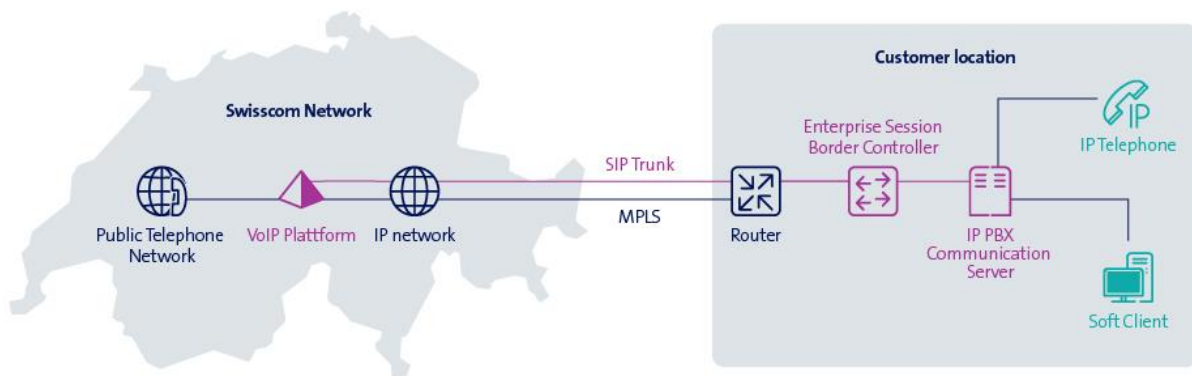 Customer location
Swisscom Network
Enterprise Session
Border Controller
IP
IP Telephone
SIP Trunk
MPLS
Public Telephone
Network
VoIP Plattform
IP network
Router
IP PBX
Communication
Server
Soft Client